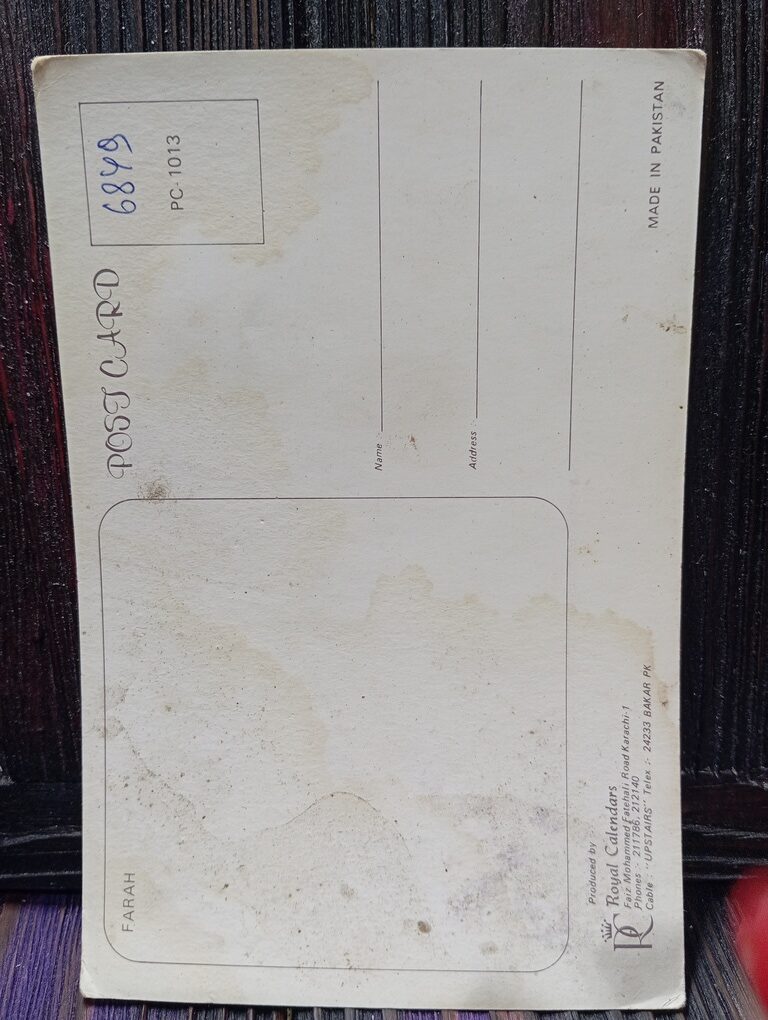 FARAH
POST CARD
6849
PC-1013
Name :-
Address :-
Produced by :-
RC Royal Calendars
Faiz Mohammed Fatehali Road Karachi-1
Phones :- 211786, 212140
Cable : "UPSTAIRS" Telex :- 24233 BAKAR PK
MADE IN PAKISTAN